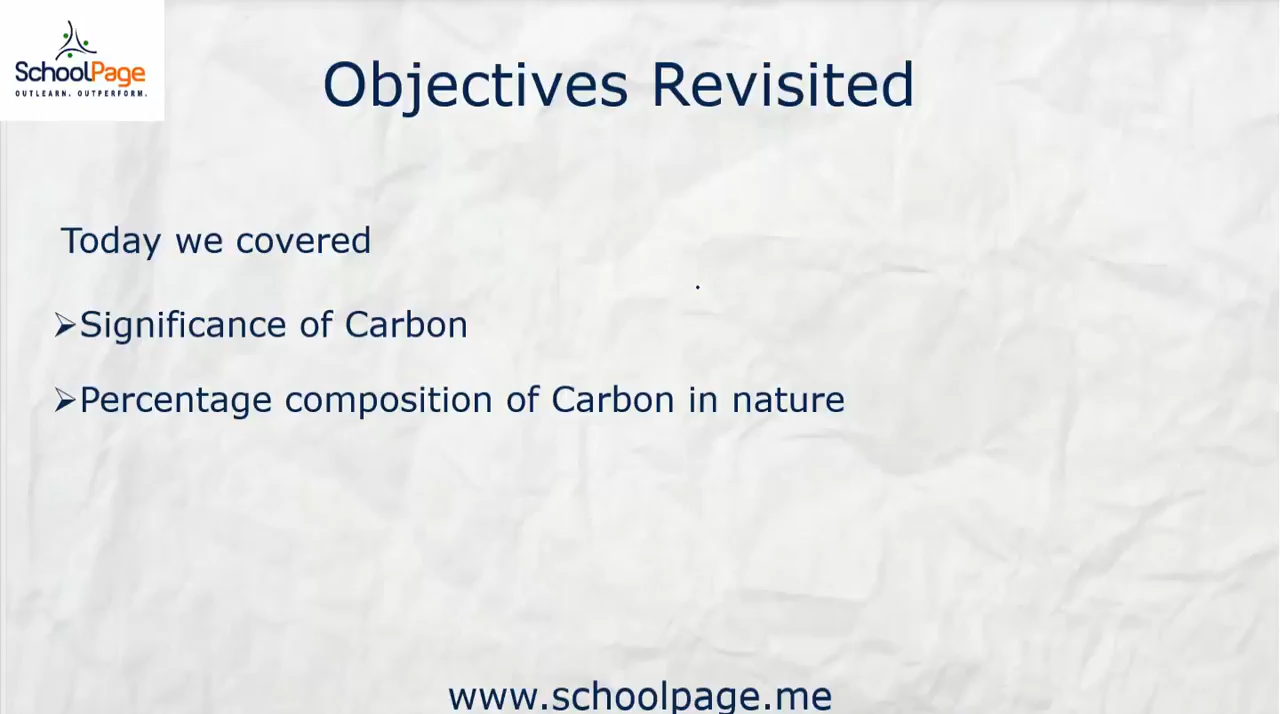 SchoolPage
OUTLEARN. OUTPERFORM.
Objectives Revisited
Today we covered
➢Significance of Carbon
➢Percentage composition of Carbon in nature
www.schoolpage.me